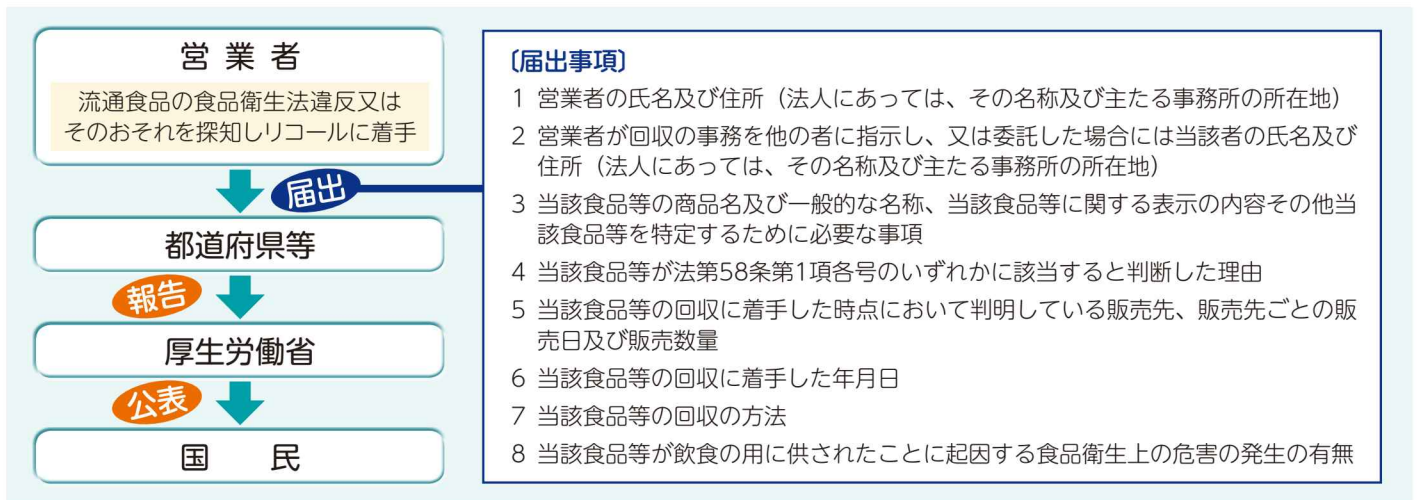 営業者
流通食品の食品衛生法違反又は
そのおそれを探知しリコールに着手
届出
都道府県等
報告
厚生労働省
公表
国　民
〔届出事項〕
1 営業者の氏名及び住所（法人にあっては、その名称及び主たる事務所の所在地）
2 営業者が回収の事務を他の者に指示し、又は委託した場合には当該者の氏名及び
住所（法人にあっては、その名称及び主たる事務所の所在地）
3 当該食品等の商品名及び一般的な名称、当該食品等に関する表示の内容その他当
該食品等を特定するために必要な事項
4 当該食品等が法第58条第1項各号のいずれかに該当すると判断した理由
5 当該食品等の回収に着手した時点において判明している販売先、販売先ごとの販
売日及び販売数量
6 当該食品等の回収に着手した年月日
7 当該食品等の回収の方法
8 当該食品等が飲食の用に供されたことに起因する食品衛生上の危害の発生の有無